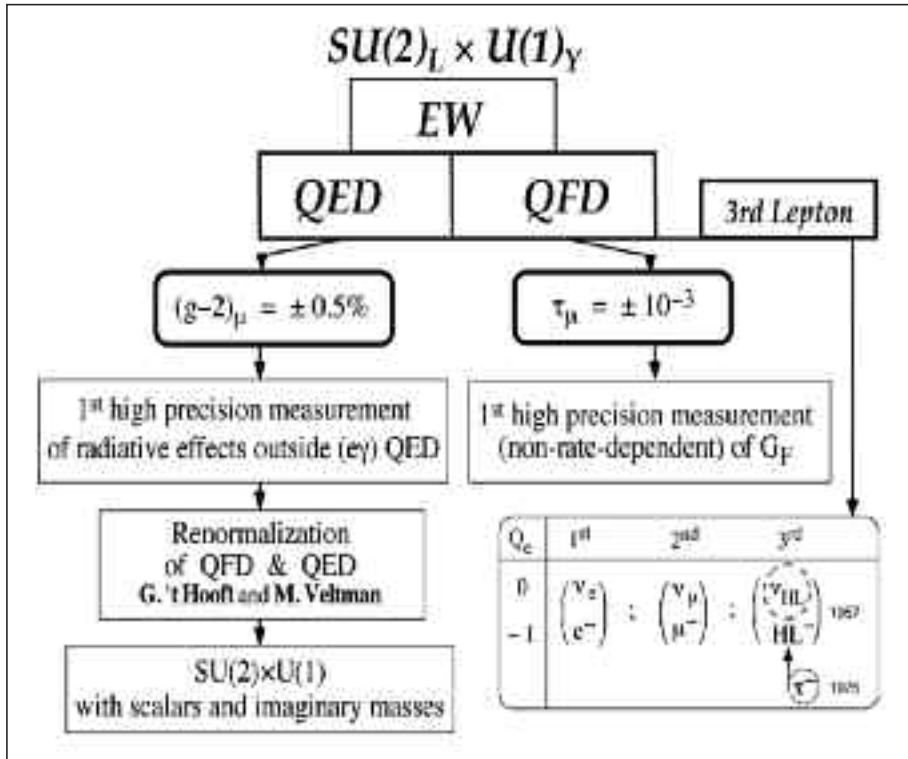 SU(2)L × U(1)Y
EW
QED QFD
3rd Lepton
(g−2)μ = ± 0.5%
τμ = ± 10−3
1st high precision measurement
of radiative effects outside (eγ) QED
1st high precision measurement
(non-rate-dependent) of GF
Renormalization
of QFD & QED
G. 't Hooft and M. Veltman
SU(2)×U(1)
with scalars and imaginary masses
Qe 1st 2nd 3rd
0 (νe ; (νμ ; (νHL
−1 e− ) μ− ) HL− )
τ−